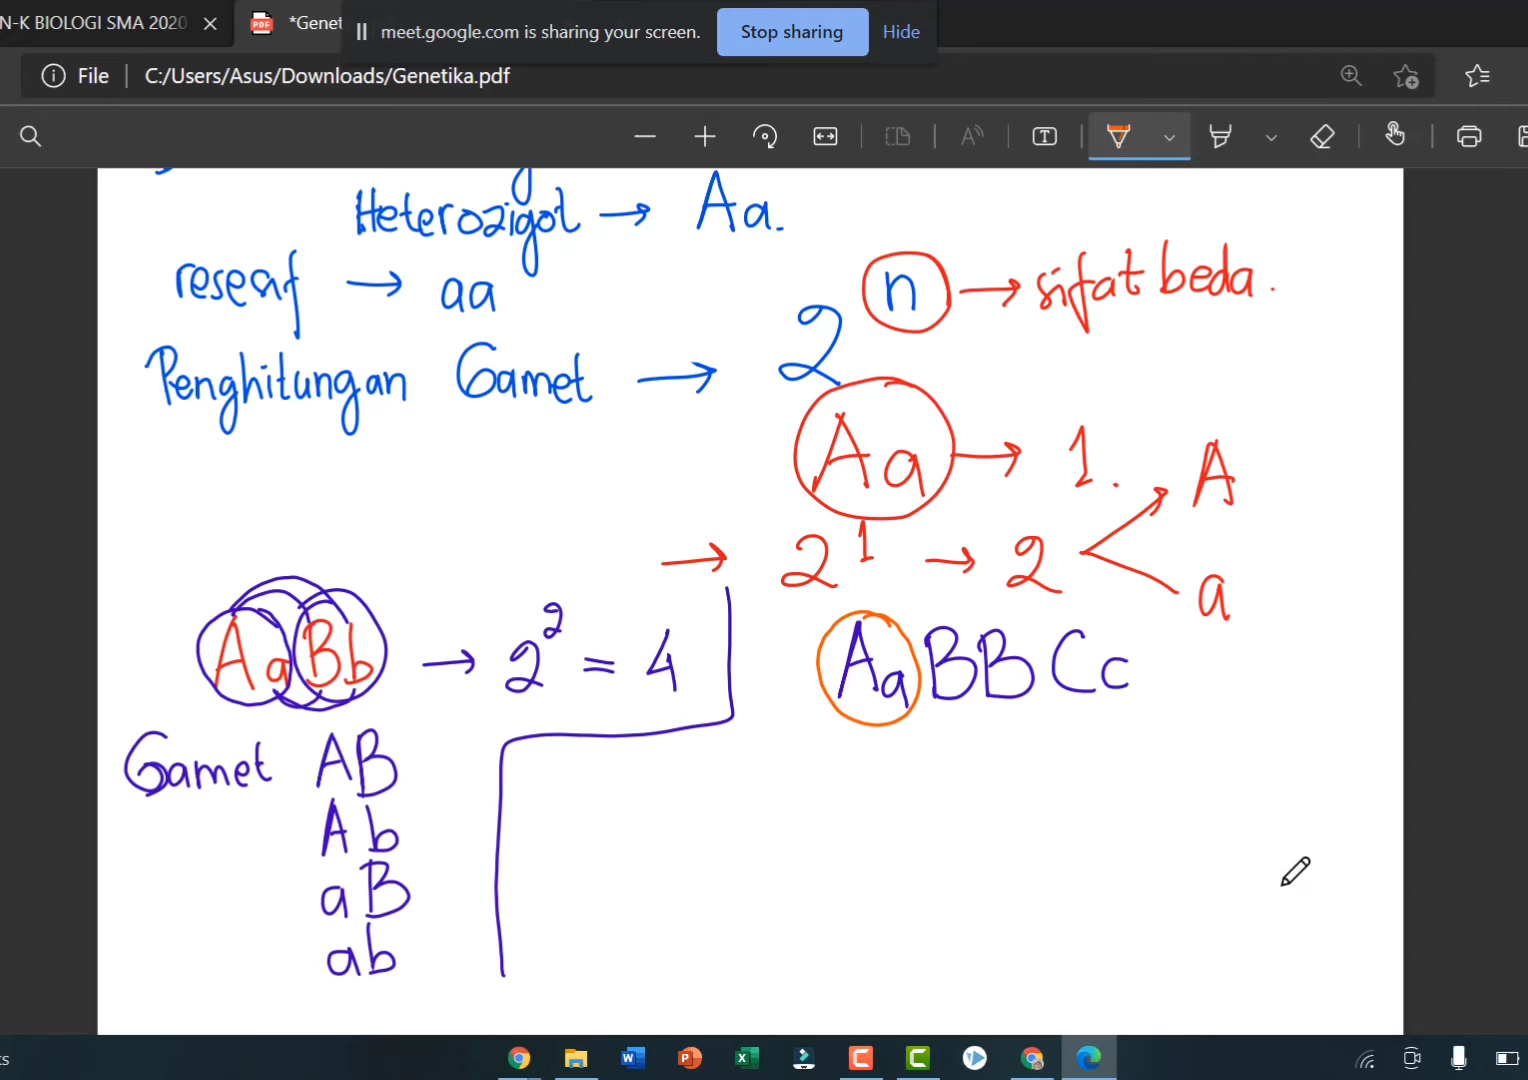 N-K BIOLOGI SMA 2020
*Genet
meet.google.com is sharing your screen.
Stop sharing
Hide
File
C:/Users/Asus/Downloads/Genetika.pdf
Heterozigot → Aa.
resesif → aa
n → sifat beda.
Penghitungan Gamet → 2
Aa → 1. A
→ 2¹ → 2
a
AaBb → 2² = 4
AaBBCc
Gamet AB
Ab
aB
ab